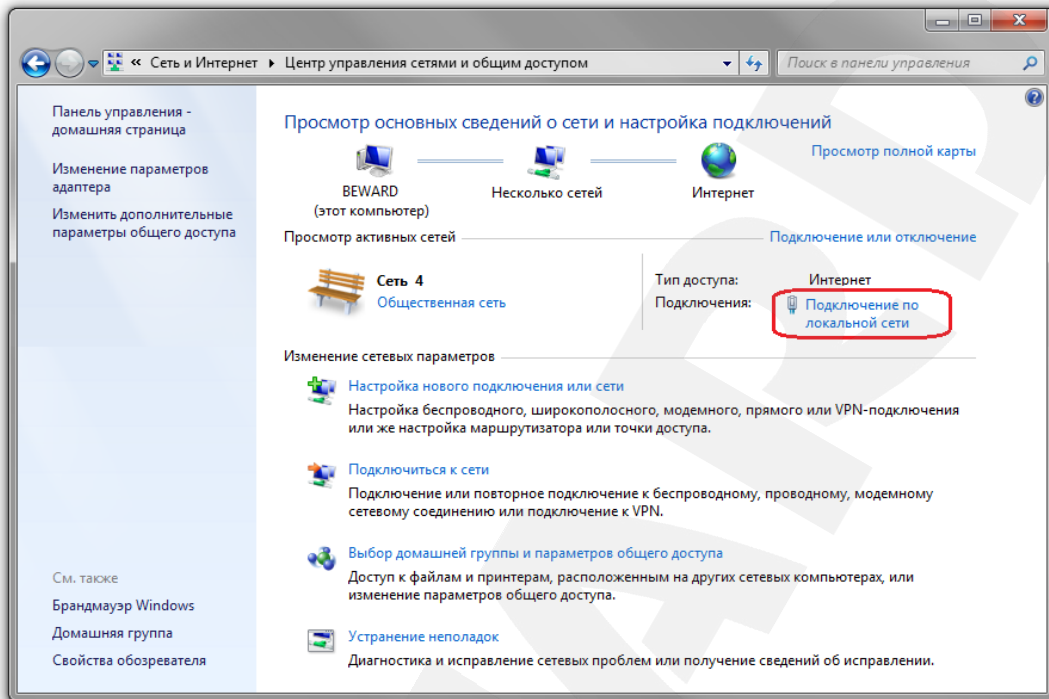 « Сеть и Интернет ▸ Центр управления сетями и общим доступом
Поиск в панели управления
Панель управления -
домашняя страница
Изменение параметров
адаптера
Изменить дополнительные
параметры общего доступа
Просмотр основных сведений о сети и настройка подключений
BEWARD
(этот компьютер)
Несколько сетей
Интернет
Просмотр полной карты
Просмотр активных сетей
Подключение или отключение
Сеть 4
Общественная сеть
Тип доступа: Интернет
Подключения: Подключение по
локальной сети
Изменение сетевых параметров
Настройка нового подключения или сети
Настройка беспроводного, широкополосного, модемного, прямого или VPN-подключения
или же настройка маршрутизатора или точки доступа.
Подключиться к сети
Подключение или повторное подключение к беспроводному, проводному, модемному
сетевому соединению или подключение к VPN.
Выбор домашней группы и параметров общего доступа
Доступ к файлам и принтерам, расположенным на других сетевых компьютерах, или
изменение параметров общего доступа.
Устранение неполадок
Диагностика и исправление сетевых проблем или получение сведений об исправлении.
См. также
Брандмауэр Windows
Домашняя группа
Свойства обозревателя